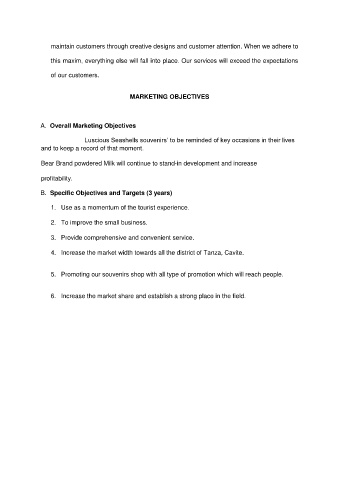 maintain customers through creative designs and customer attention. When we adhere to
this maxim, everything else will fall into place. Our services will exceed the expectations
of our customers.
MARKETING OBJECTIVES
A. Overall Marketing Objectives
Luscious Seashells souvenirs' to be reminded of key occasions in their lives
and to keep a record of that moment.
Bear Brand powdered Milk will continue to stand-in development and increase
profitability.
B. Specific Objectives and Targets (3 years)
1. Use as a momentum of the tourist experience.
2. To improve the small business.
3. Provide comprehensive and convenient service.
4. Increase the market width towards all the district of Tanza, Cavite.
5. Promoting our souvenirs shop with all type of promotion which will reach people.
6. Increase the market share and establish a strong place in the field.